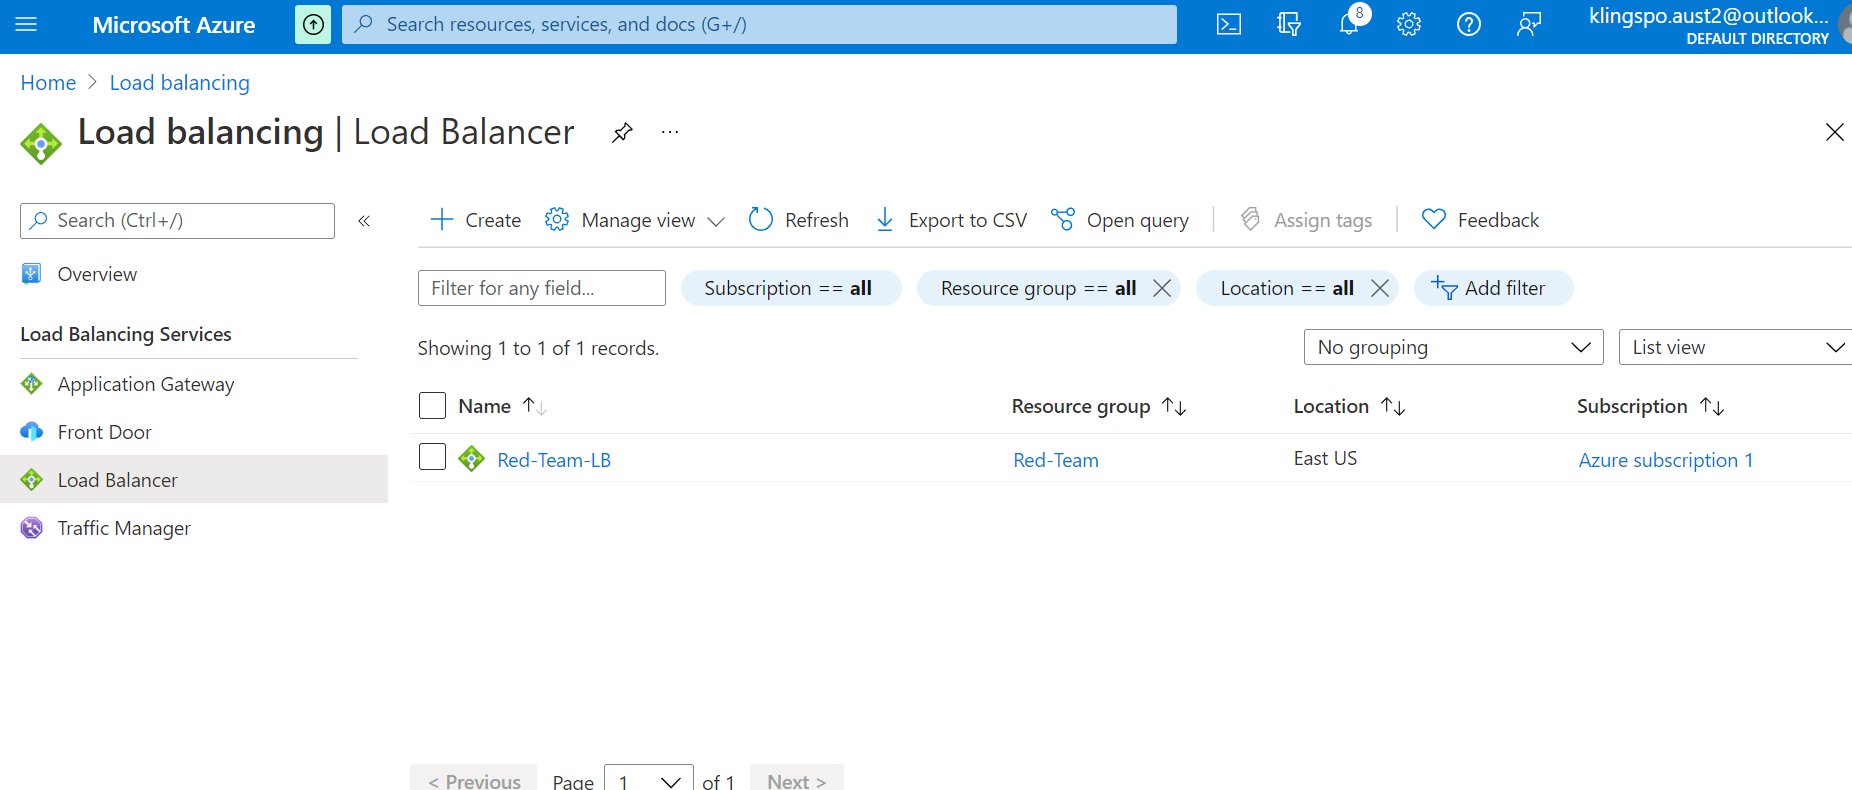 Microsoft Azure
Search resources, services, and docs (G+/)
8
klingspo.aust2@outlook...
DEFAULT DIRECTORY
Home > Load balancing
Load balancing | Load Balancer ...
Search (Ctrl+/) «
Create Manage view Refresh Export to CSV Open query Assign tags Feedback
Overview
Filter for any field... Subscription == all Resource group == all Location == all Add filter
Load Balancing Services
Showing 1 to 1 of 1 records. No grouping List view
Application Gateway
Front Door
Load Balancer
Traffic Manager
Name Resource group Location Subscription
Red-Team-LB Red-Team East US Azure subscription 1
< Previous Page 1 of 1 Next >